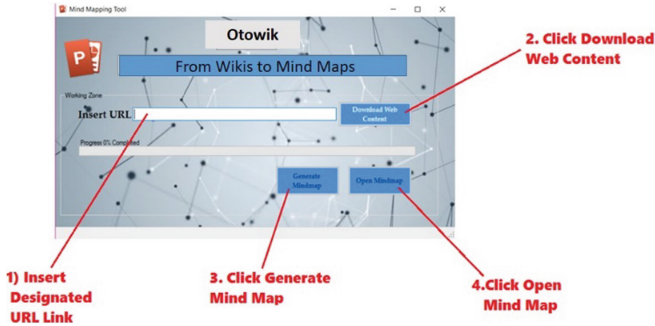 Mind Mapping Tool
Otowik
From Wikis to Mind Maps
Working Zone
Insert URL
Download Web
Content
Progress 0% Completed
Generate
Mindmap
Open Mindmap
2. Click Download
Web Content
1) Insert
Designated
URL Link
3. Click Generate
Mind Map
4.Click Open
Mind Map